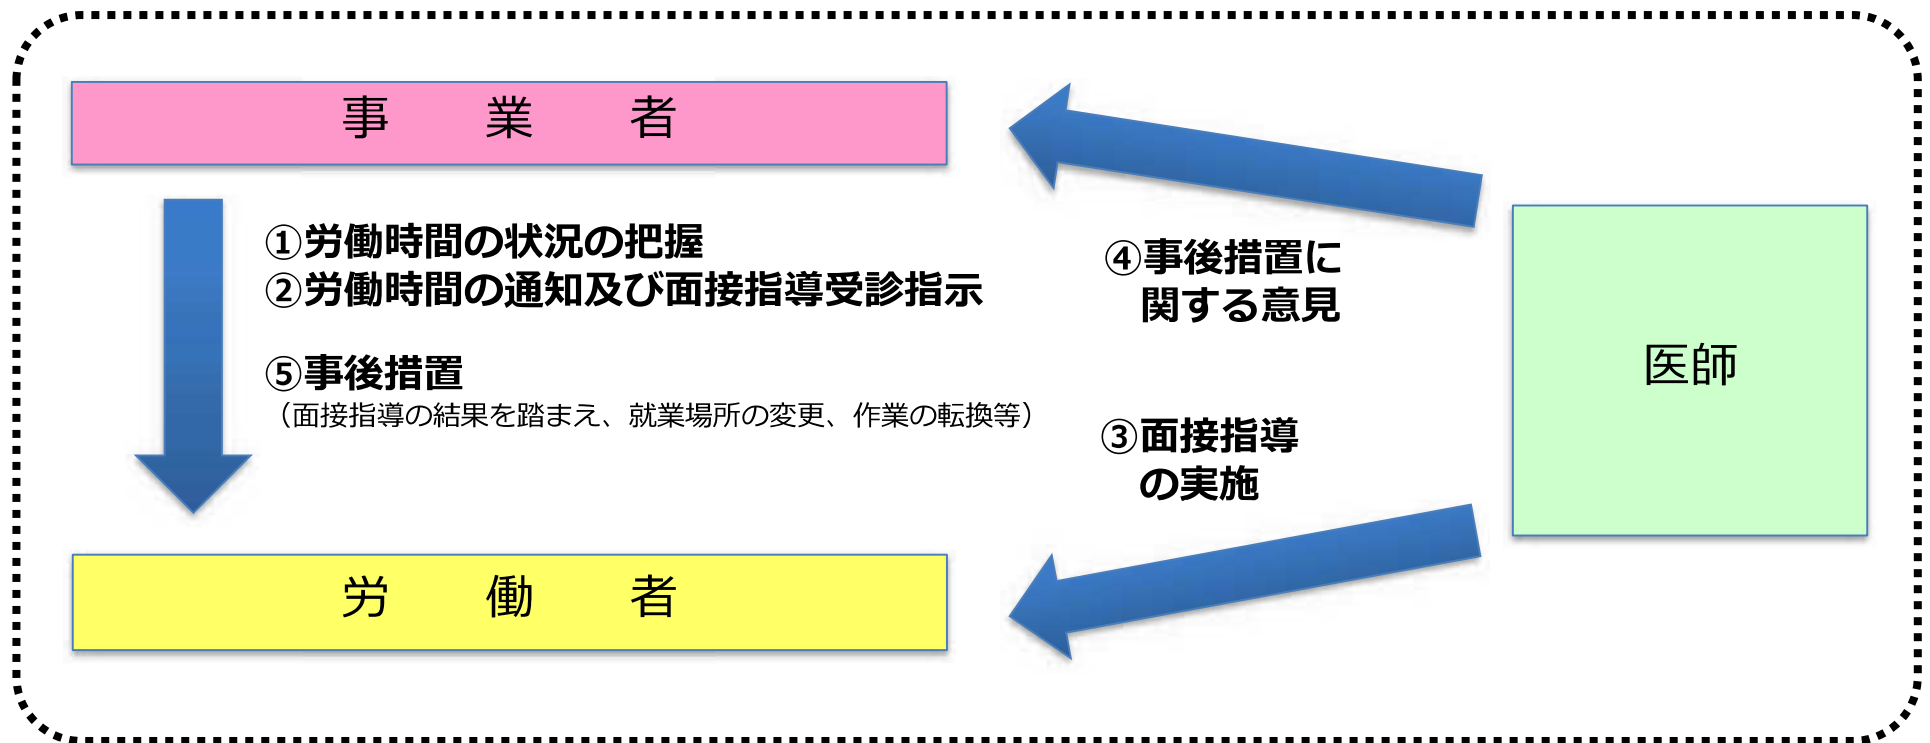 事　業　者
①労働時間の状況の把握
②労働時間の通知及び面接指導受診指示
⑤事後措置
（面接指導の結果を踏まえ、就業場所の変更、作業の転換等）
④事後措置に
関する意見
③面接指導
の実施
医師
労　働　者